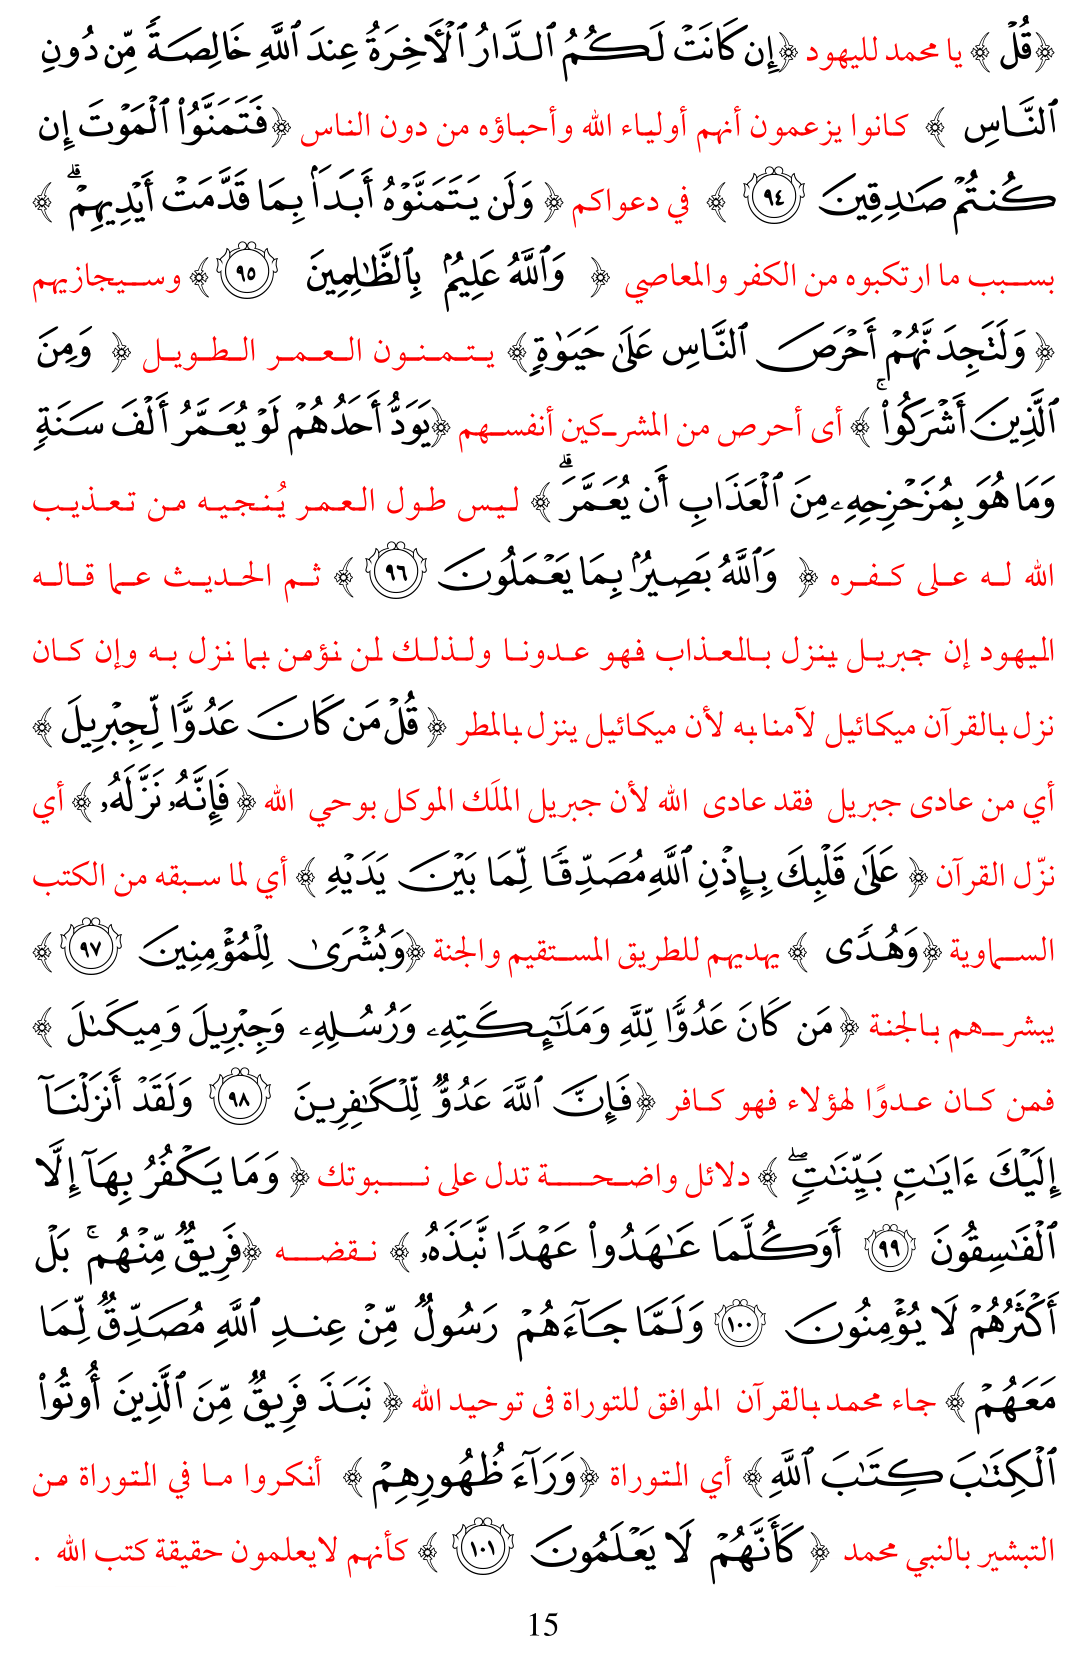 ﴿قُلْ ﴾ يا محمد لليهود ﴿إِن كَانَتْ لَكُمُ ٱلدَّارُ ٱلْأَخِرَةُ عِندَ ٱللَّهِ خَالِصَةً مِّن دُونِ
ٱلنَّاسِ ﴾ كانوا يزعمون أنهم أولياء الله وأحباؤه من دون الناس ﴿فَتَمَنَّوُا۟ ٱلْمَوْتَ إِن
كُنتُمْ صَـٰدِقِينَ ٩٤ ﴾ في دعواكم ﴿ وَلَن يَتَمَنَّوْهُ أَبَدًۢا بِمَا قَدَّمَتْ أَيْدِيهِمْ ۗ ﴾
بسبب ما ارتكبوه من الكفر والمعاصي ﴿ وَٱللَّهُ عَلِيمٌۢ بِٱلظَّـٰلِمِينَ ٩٥ ﴾ وسيجازيهم
﴿ وَلَتَجِدَنَّهُمْ أَحْرَصَ ٱلنَّاسِ عَلَىٰ حَيَوٰةٍ﴾ يتمنون العمر الطويل ﴿ وَمِنَ
ٱلَّذِينَ أَشْرَكُوا۟ ۚ ﴾ أى أحرص من المشركين أنفسهم ﴿يَوَدُّ أَحَدُهُمْ لَوْ يُعَمَّرُ أَلْفَ سَنَةٍ
وَمَا هُوَ بِمُزَحْزِحِهِۦ مِنَ ٱلْعَذَابِ أَن يُعَمَّرَ ۗ ﴾ ليس طول العمر يُنجيه من تعذيب
الله له على كفره ﴿ وَٱللَّهُ بَصِيرٌۢ بِمَا يَعْمَلُونَ ٩٦ ﴾ ثم الحديث عما قاله
اليهود إن جبريل ينزل بالعذاب فهو عدونا ولذلك لن نؤمن بما نزل به وإن كان
نزل بالقرآن ميكائيل لآمنا به لأن ميكائيل ينزل بالمطر ﴿ قُلْ مَن كَانَ عَدُوًّا لِّجِبْرِيلَ ﴾
أي من عادى جبريل فقد عادى الله لأن جبريل الملَك الموكل بوحي الله ﴿فَإِنَّهُۥ نَزَّلَهُۥ ﴾ أي
نزّل القرآن ﴿ عَلَىٰ قَلْبِكَ بِإِذْنِ ٱللَّهِ مُصَدِّقًا لِّمَا بَيْنَ يَدَيْهِ ﴾ أي لما سبقه من الكتب
السماوية ﴿وَهُدًى ﴾ يهديهم للطريق المستقيم والجنة ﴿وَبُشْرَىٰ لِلْمُؤْمِنِينَ ٩٧ ﴾
يبشرهم بالجنة ﴿ مَن كَانَ عَدُوًّا لِّلَّهِ وَمَلَـٰٓئِكَتِهِۦ وَرُسُلِهِۦ وَجِبْرِيلَ وَمِيكَىٰلَ ﴾
فمن كان عدوًا لهؤلاء فهو كافر ﴿فَإِنَّ ٱللَّهَ عَدُوٌّ لِّلْكَـٰفِرِينَ ٩٨ وَلَقَدْ أَنزَلْنَآ
إِلَيْكَ ءَايَـٰتٍۭ بَيِّنَـٰتٍ ۖ ﴾ دلائل واضحة تدل على نبوتك ﴿ وَمَا يَكْفُرُ بِهَآ إِلَّا
ٱلْفَـٰسِقُونَ ٩٩ أَوَكُلَّمَا عَـٰهَدُوا۟ عَهْدًا نَّبَذَهُۥ ﴾ نقضه ﴿فَرِيقٌ مِّنْهُم ۚ بَلْ
أَكْثَرُهُمْ لَا يُؤْمِنُونَ ١٠٠ وَلَمَّا جَآءَهُمْ رَسُولٌ مِّنْ عِندِ ٱللَّهِ مُصَدِّقٌ لِّمَا
مَعَهُمْ ﴾ جاء محمد بالقرآن الموافق للتوراة فى توحيد الله ﴿ نَبَذَ فَرِيقٌ مِّنَ ٱلَّذِينَ أُوتُوا۟
ٱلْكِتَـٰبَ كِتَـٰبَ ٱللَّهِ ﴾ أي التوراة ﴿وَرَآءَ ظُهُورِهِمْ ﴾ أنكروا ما في التوراة من
التبشير بالنبي محمد ﴿ كَأَنَّهُمْ لَا يَعْلَمُونَ ١٠١ ﴾ كأنهم لايعلمون حقيقة كتب الله .
15